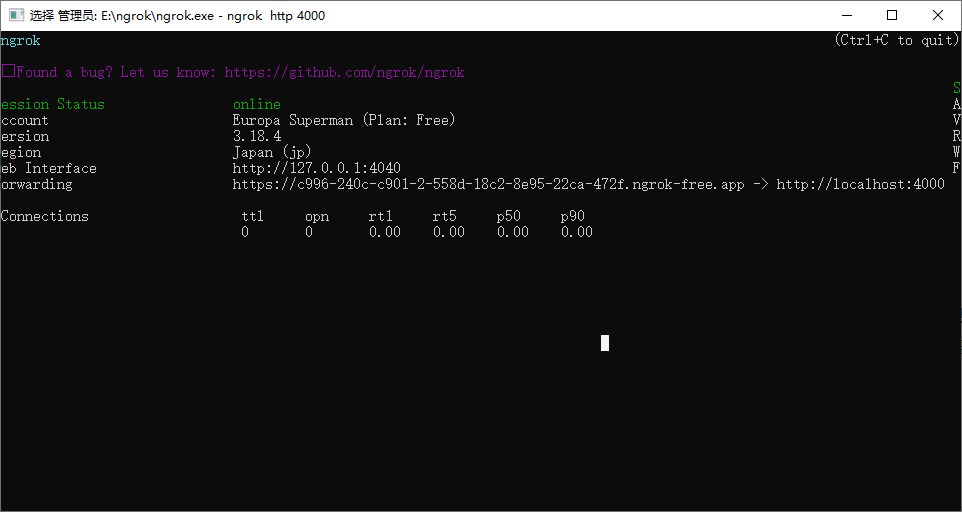 选择 管理员: E:\ngrok\ngrok.exe - ngrok  http 4000
ngrok (Ctrl+C to quit)
Found a bug? Let us know: https://github.com/ngrok/ngrok
S
ession Status online
A
ccount Europa Superman (Plan: Free)
V
ersion 3.18.4
R
egion Japan (jp)
W
eb Interface http://127.0.0.1:4040
F
orwarding https://c996-240c-c901-2-558d-18c2-8e95-22ca-472f.ngrok-free.app -> http://localhost:4000
Connections ttl opn rt1 rt5 p50 p90
0 0 0.00 0.00 0.00 0.00